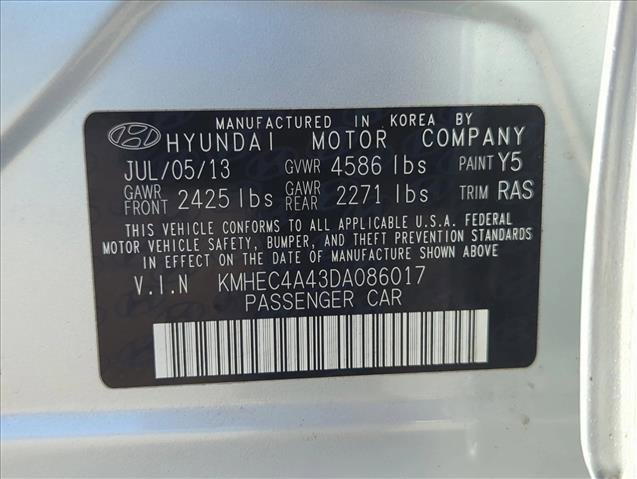 MANUFACTURED IN KOREA BY
HYUNDAI MOTOR COMPANY
JUL/05/13 GVWR 4586 lbs PAINT Y5
GAWR FRONT 2425 lbs GAWR REAR 2271 lbs TRIM RAS
THIS VEHICLE CONFORMS TO ALL APPLICABLE U.S.A. FEDERAL
MOTOR VEHICLE SAFETY, BUMPER, AND THEFT PREVENTION STANDARDS
IN EFFECT ON THE DATE OF MANUFACTURE SHOWN ABOVE
V.I.N KMHEC4A43DA086017
PASSENGER CAR